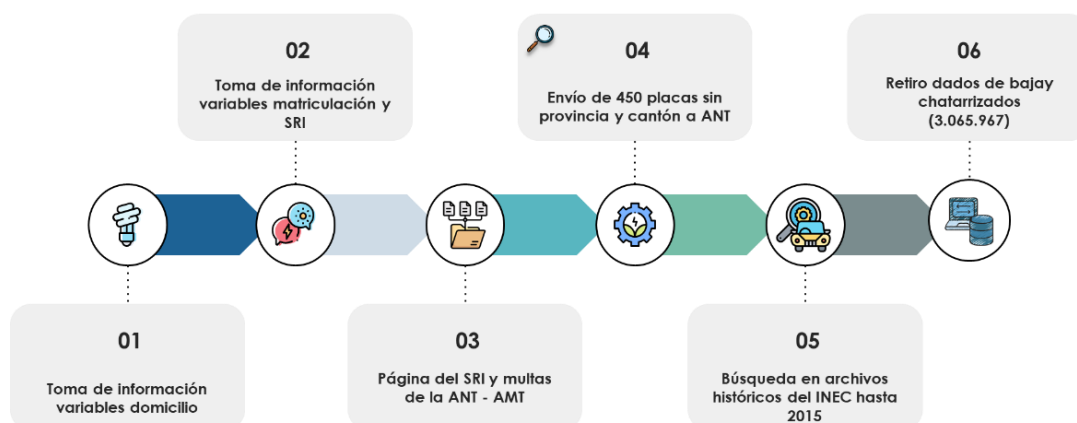 01
Toma de información
variables domicilio
02
Toma de información
variables matriculación y
SRI
03
Página del SRI y multas
de la ANT - AMT
04
Envío de 450 placas sin
provincia y cantón a ANT
05
Búsqueda en archivos
históricos del INEC hasta
2015
06
Retiro dados de bajay
chatarrizados
(3.065.967)